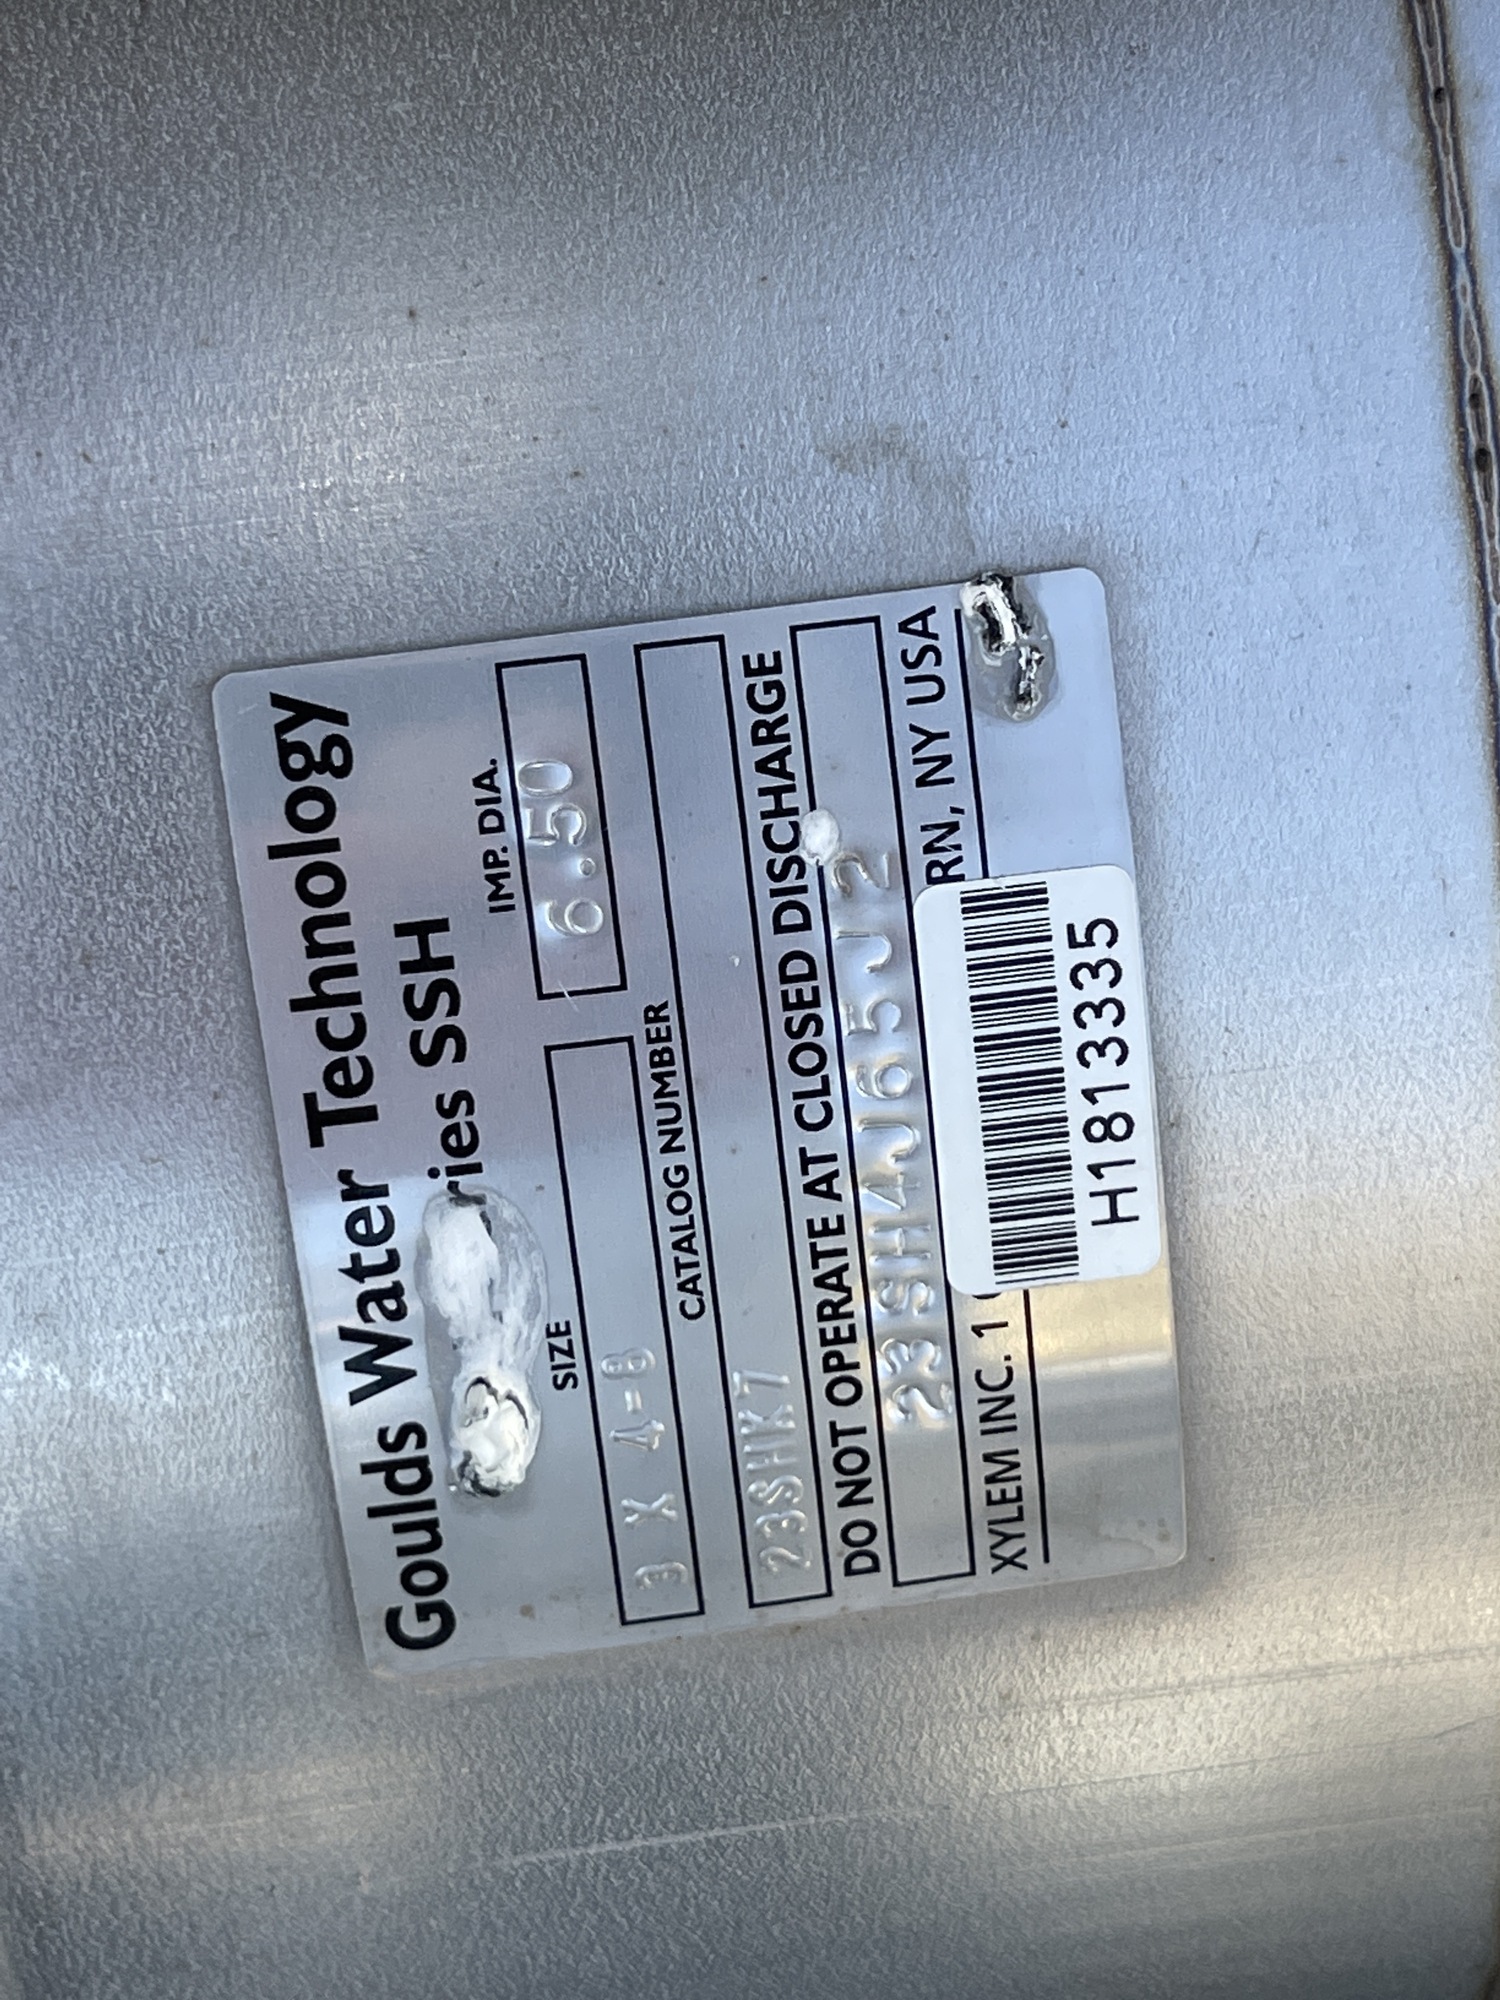 Goulds Water Technology
ries SSH
SIZE IMP. DIA.
3 X 4-8 6.50
CATALOG NUMBER
23SHK7
DO NOT OPERATE AT CLOSED DISCHARGE
23SH4J65J2
XYLEM INC. 1 RN, NY USA
H1813335